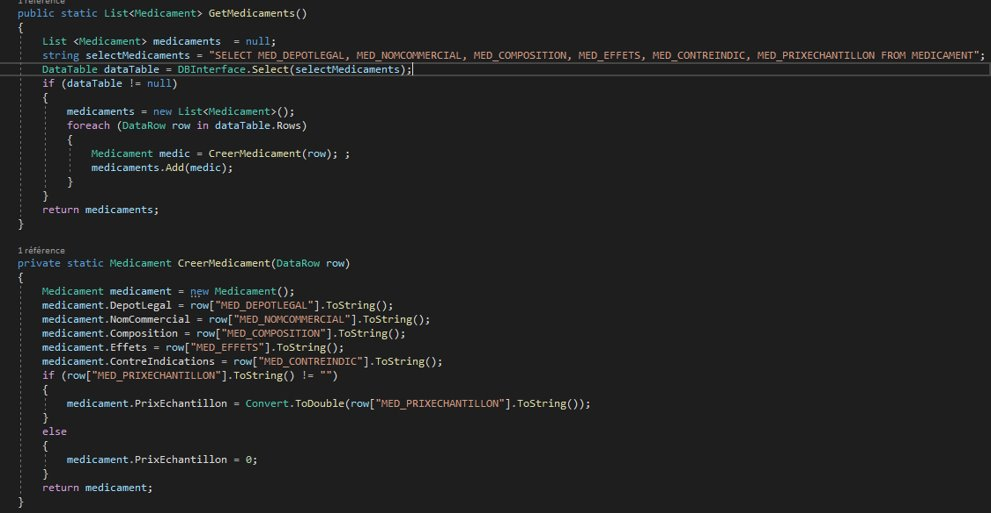 1 référence
public static List<Medicament> GetMedicaments()
{
List <Medicament> medicaments = null;
string selectMedicaments = "SELECT MED_DEPOTLEGAL, MED_NOMCOMMERCIAL, MED_COMPOSITION, MED_EFFETS, MED_CONTREINDIC, MED_PRIXECHANTILLON FROM MEDICAMENT";
DataTable dataTable = DBInterface.Select(selectMedicaments);
if (dataTable != null)
{
medicaments = new List<Medicament>();
foreach (DataRow row in dataTable.Rows)
{
Medicament medic = CreerMedicament(row); ;
medicaments.Add(medic);
}
}
return medicaments;
}
1 référence
private static Medicament CreerMedicament(DataRow row)
{
Medicament medicament = new Medicament();
medicament.DepotLegal = row["MED_DEPOTLEGAL"].ToString();
medicament.NomCommercial = row["MED_NOMCOMMERCIAL"].ToString();
medicament.Composition = row["MED_COMPOSITION"].ToString();
medicament.Effets = row["MED_EFFETS"].ToString();
medicament.ContreIndications = row["MED_CONTREINDIC"].ToString();
if (row["MED_PRIXECHANTILLON"].ToString() != "")
{
medicament.PrixEchantillon = Convert.ToDouble(row["MED_PRIXECHANTILLON"].ToString());
}
else
{
medicament.PrixEchantillon = 0;
}
return medicament;
}